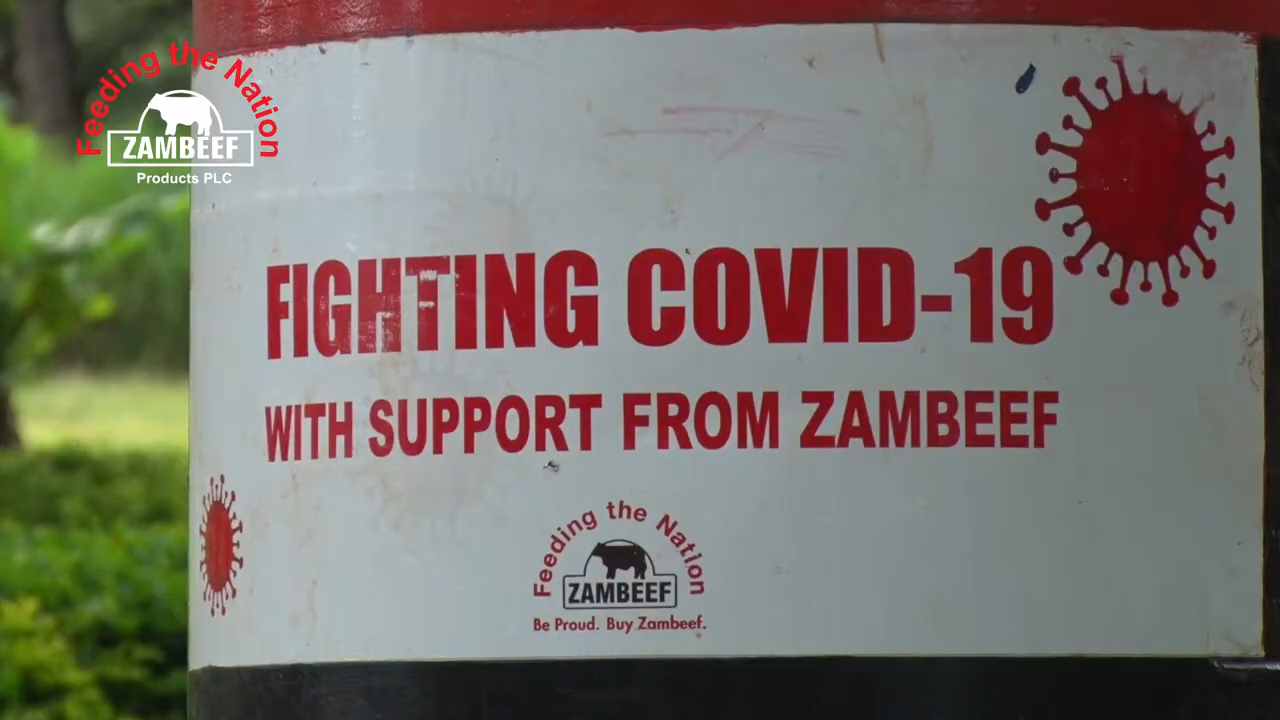 Feeding the Nation
ZAMBEEF
Products PLC
FIGHTING COVID-19
WITH SUPPORT FROM ZAMBEEF
Feeding the Nation
ZAMBEEF
Be Proud. Buy Zambeef.